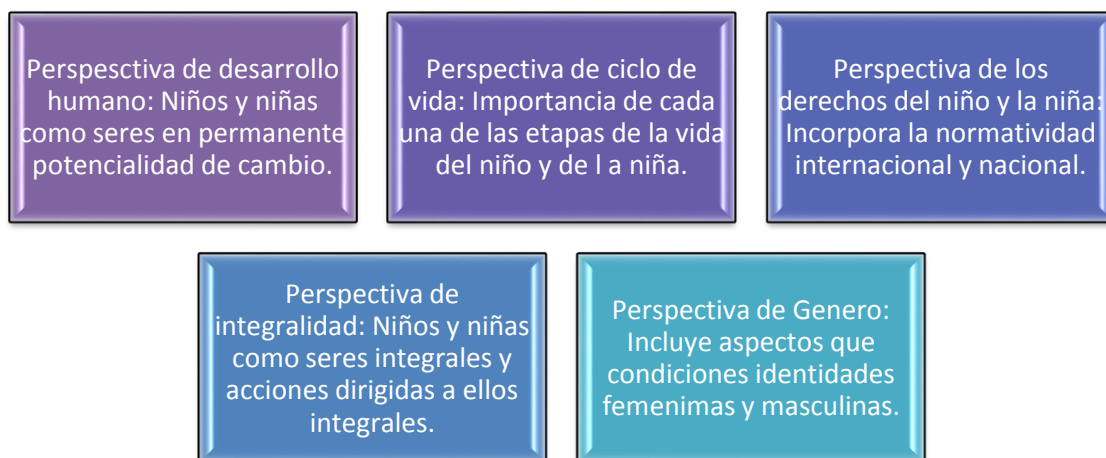 Perspesctiva de desarrollo
humano: Niños y niñas
como seres en permanente
potencialidad de cambio.
Perspectiva de ciclo de
vida: Importancia de cada
una de las etapas de la vida
del niño y de l a niña.
Perspectiva de los
derechos del niño y la niña:
Incorpora la normatividad
internacional y nacional.
Perspectiva de
integralidad: Niños y niñas
como seres integrales y
acciones dirigidas a ellos
integrales.
Perspectiva de Genero:
Incluye aspectos que
condiciones identidades
femenimas y masculinas.